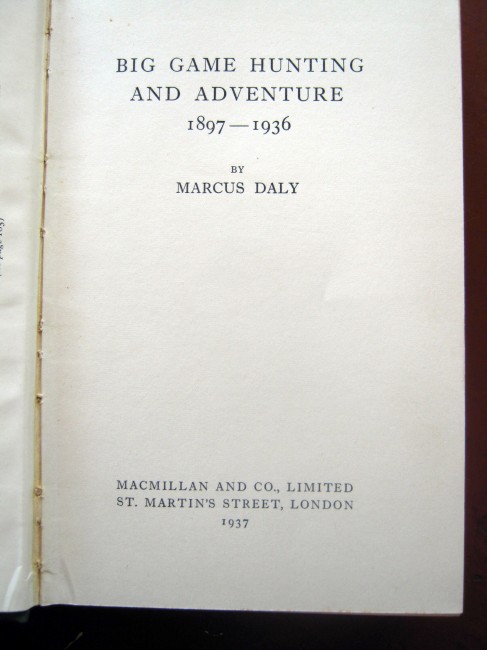 BIG GAME HUNTING
AND ADVENTURE
1897—1936
BY
MARCUS DALY
MACMILLAN AND CO., LIMITED
ST. MARTIN'S STREET, LONDON
1937